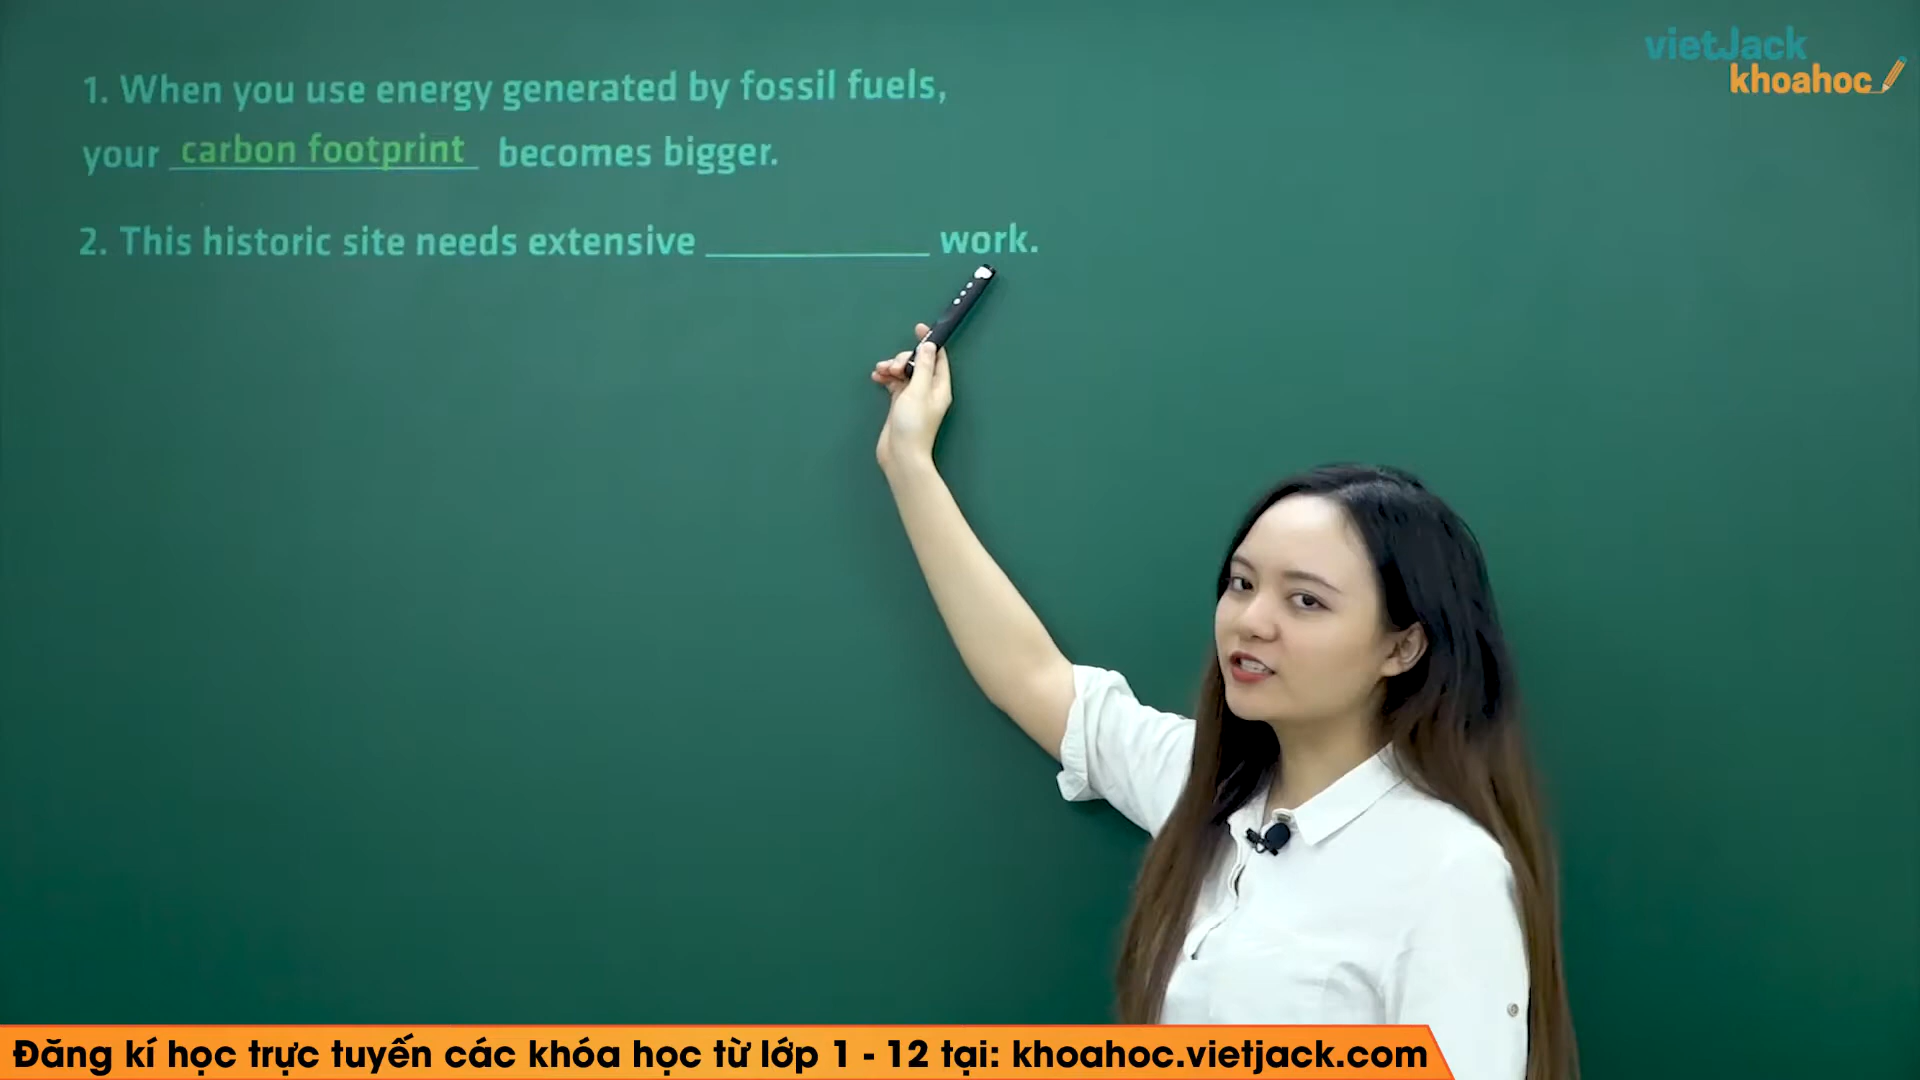 vietJack
khoahoc
1. When you use energy generated by fossil fuels,
your carbon footprint becomes bigger.
2. This historic site needs extensive ____________ work.
Đăng kí học trực tuyến các khóa học từ lớp 1 - 12 tại: khoahoc.vietjack.com